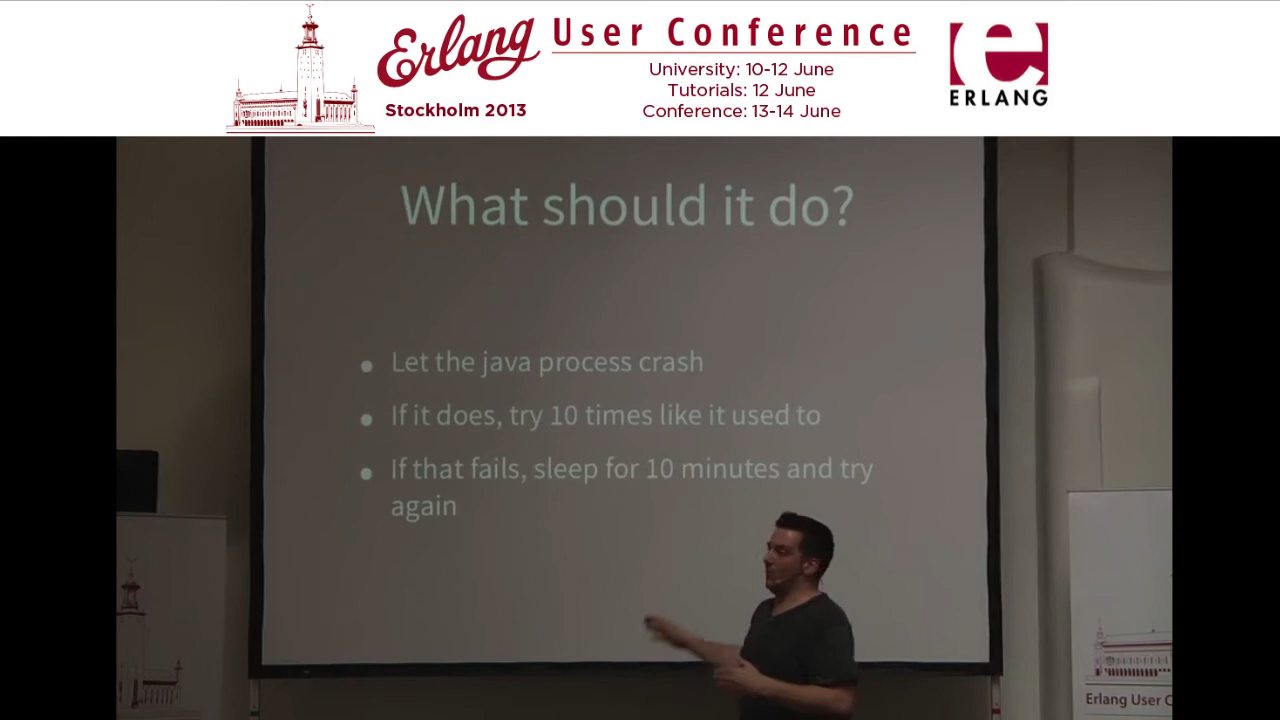 Erlang User Conference
Stockholm 2013
University: 10-12 June
Tutorials: 12 June
Conference: 13-14 June
ERLANG
What should it do?
• Let the java process crash
• If it does, try 10 times like it used to
• If that fails, sleep for 10 minutes and try
again
Erlang User C